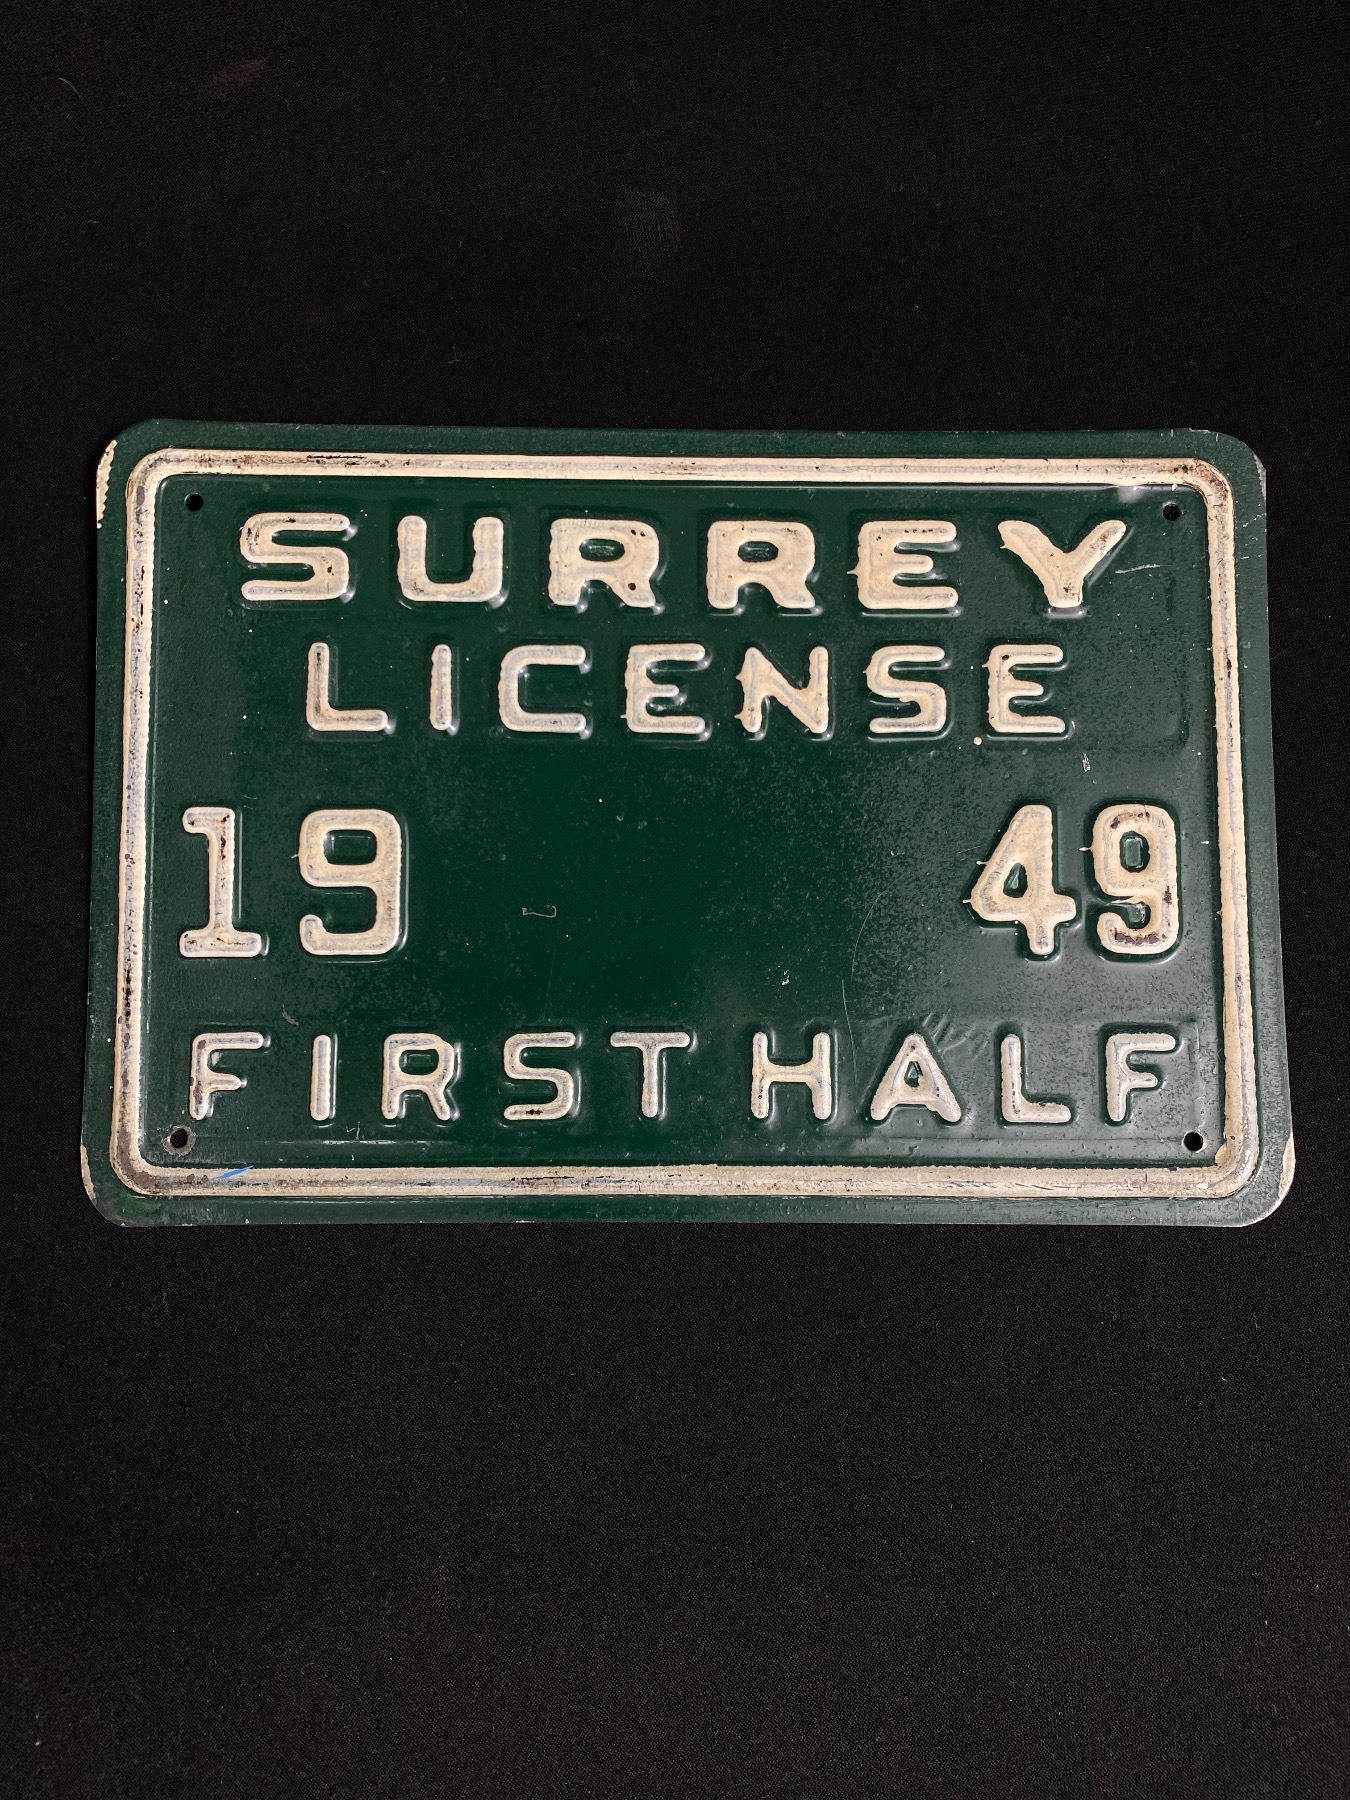 SURREY
LICENSE
19 49
FIRST HALF